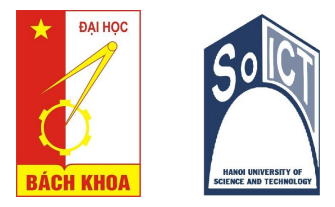 ĐẠI HỌC
BÁCH KHOA
SoICT
HANOI UNIVERSITY OF
SCIENCE AND TECHNOLOGY